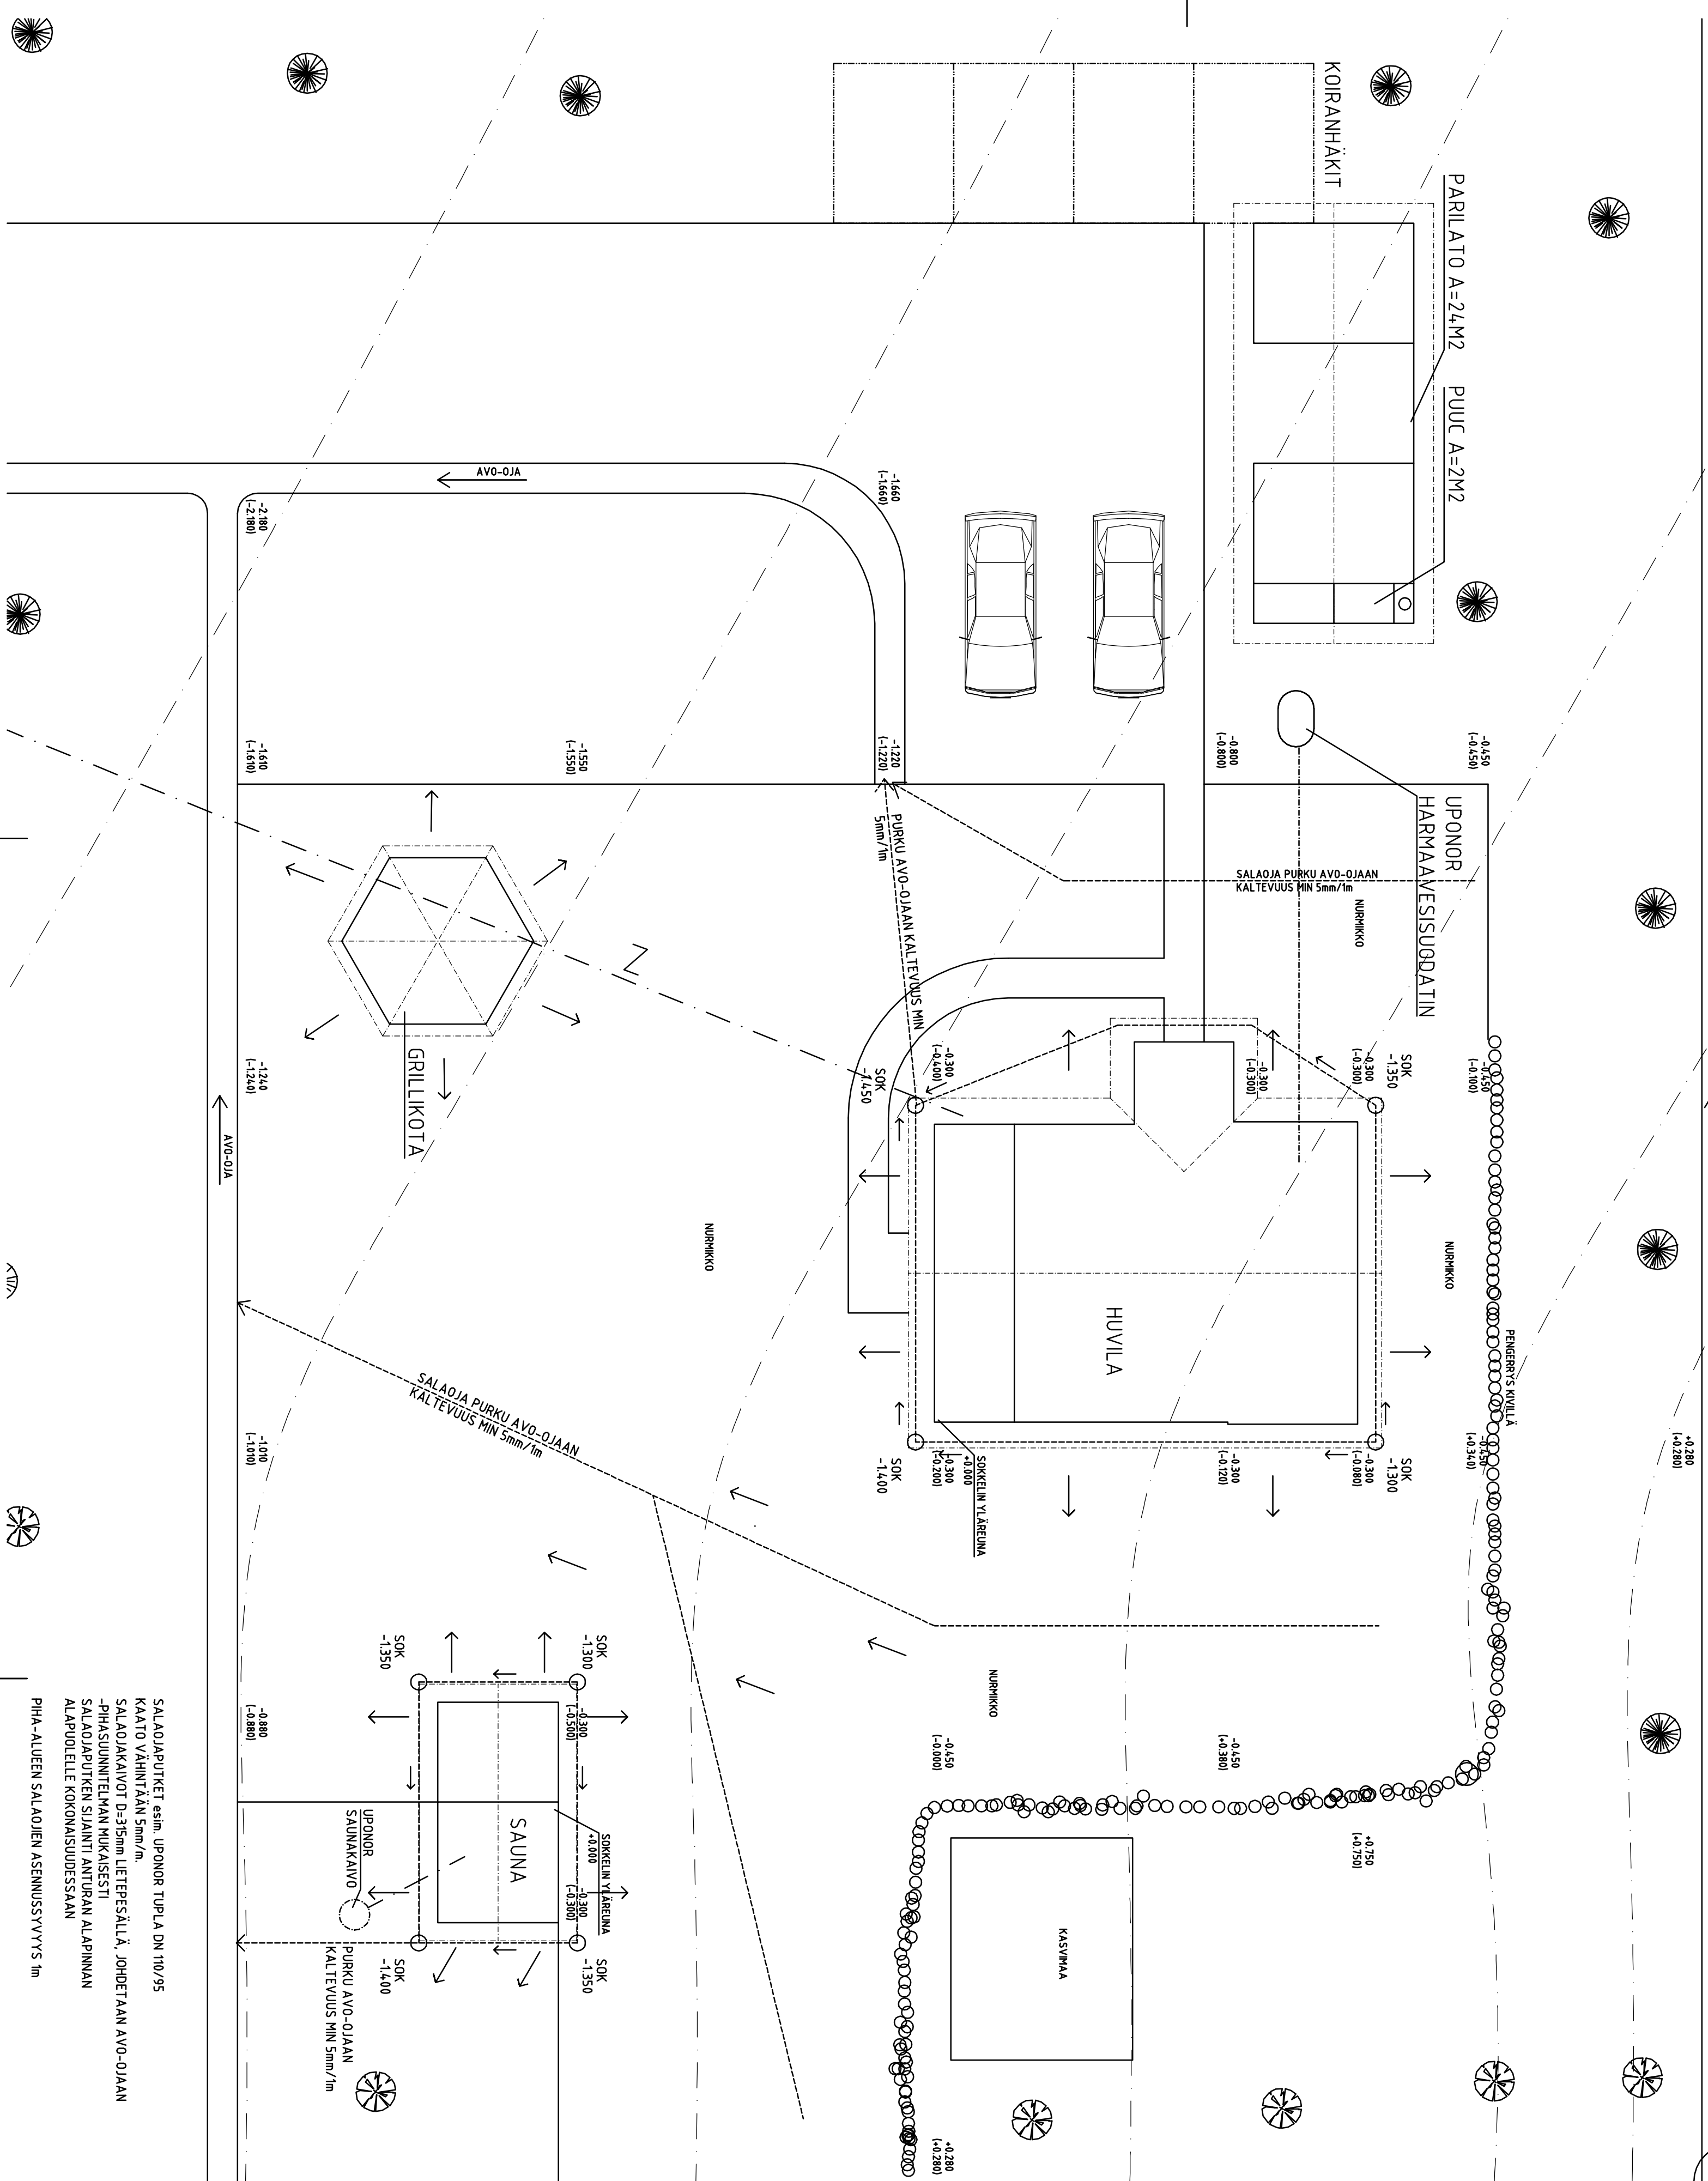 KOIRANHÄKIT
PARILATO A=24M2
PUUC A=2M2
AVO-OJA
-1.660
(-1.660)
-2.180
(-2.180)
-0.450
(-0.450)
-0.800
(-0.800)
-1.220
(-1.220)
-1.550
(-1.550)
-1.610
(-1.610)
UPONOR
HARMAAVESISUODATIN
SALAOJA PURKU AVO-OJAAN
KALTEVUUS MIN 5mm/1m
NURMIKKO
PURKU AVO-OJAAN KALTEVUUS MIN
5mm/1m
N
GRILLIKOTA
-0.450
(-0.100)
SOK
-1.350
-0.300
(-0.300)
-0.300
(-0.300)
-0.300
(-0.400)
SOK
-1.450
-1.240
(-1.240)
AVO-OJA
NURMIKKO
NURMIKKO
HUVILA
PENGERRYS KIVILLÄ
+0.280
(+0.280)
-0.450
(+0.340)
SOK
-1.300
-0.300
(-0.080)
-0.300
(-0.120)
SOKKELIN YLÄREUNA
+0.000
-0.300
(-0.200)
SOK
-1.400
-1.010
(-1.010)
SALAOJA PURKU AVO-OJAAN
KALTEVUUS MIN 5mm/1m
NURMIKKO
SOK
-1.300
SOK
-1.350
-0.450
(+0.380)
-0.450
(-0.000)
-0.300
(-0.500)
-0.880
(-0.880)
+0.750
(+0.750)
SAUNA
SOKKELIN YLÄREUNA
+0.000
-0.300
(-0.300)
UPONOR
SAUNAKAIVO
SOK
-1.350
SOK
-1.400
PURKU AVO-OJAAN
KALTEVUUS MIN 5mm/1m
KASVIMAA
+0.280
(+0.280)
SALAOJAPUTKET esim. UPONOR TUPLA DN 110/95
KAATO VÄHINTÄÄN 5mm/m.
SALAOJAKAIVOT D=315mm LIETEPESÄLLÄ, JOHDETAAN AVO-OJAAN
-PIHASUUNNITELMAN MUKAISESTI
SALAOJAPUTKEN SIJAINTI ANTURAN ALAPINNAN
ALAPUOLELLE KOKONAISUUDESSAAN
PIHA-ALUEEN SALAOJIEN ASENNUSSYVYYS 1m